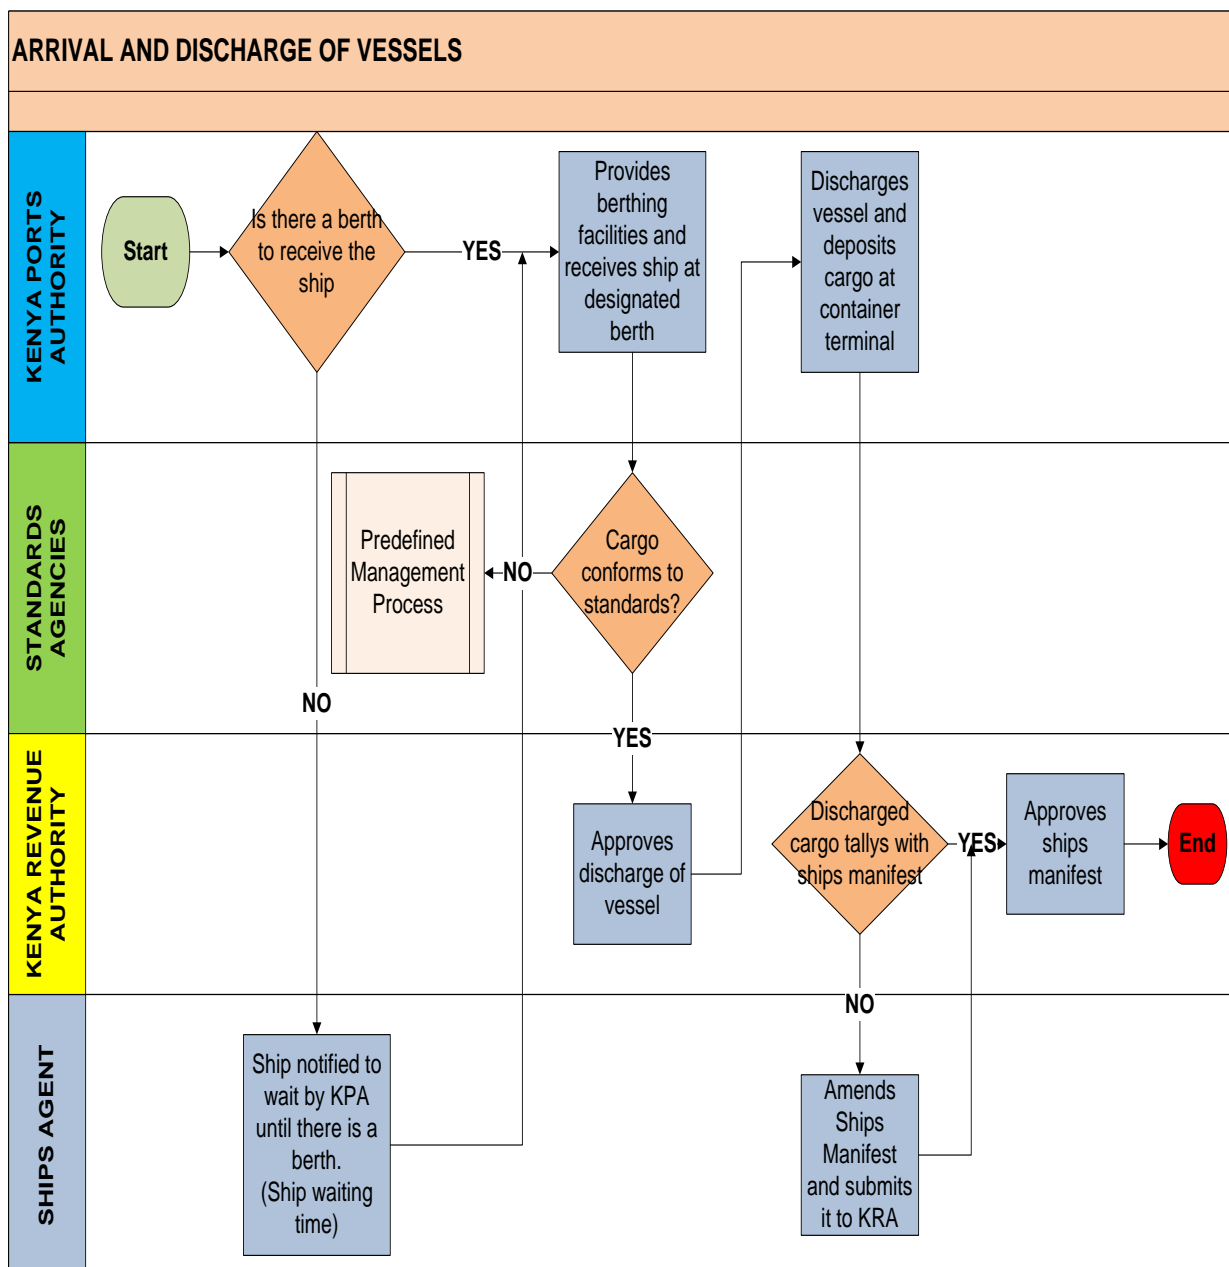 ARRIVAL AND DISCHARGE OF VESSELS
KENYA PORTS
AUTHORITY
Start
Is there a berth
to receive the
ship
YES
Provides
berthing
facilities and
receives ship at
designated
berth
Discharges
vessel and
deposits
cargo at
container
terminal
STANDARDS
AGENCIES
Predefined
Management
Process
NO
Cargo
conforms to
standards?
NO
YES
KENYA REVENUE
AUTHORITY
Approves
discharge of
vessel
Discharged
cargo tallys with
ships manifest
YES
Approves
ships
manifest
End
NO
SHIPS AGENT
Ship notified to
wait by KPA
until there is a
berth.
(Ship waiting
time)
Amends
Ships
Manifest
and submits
it to KRA